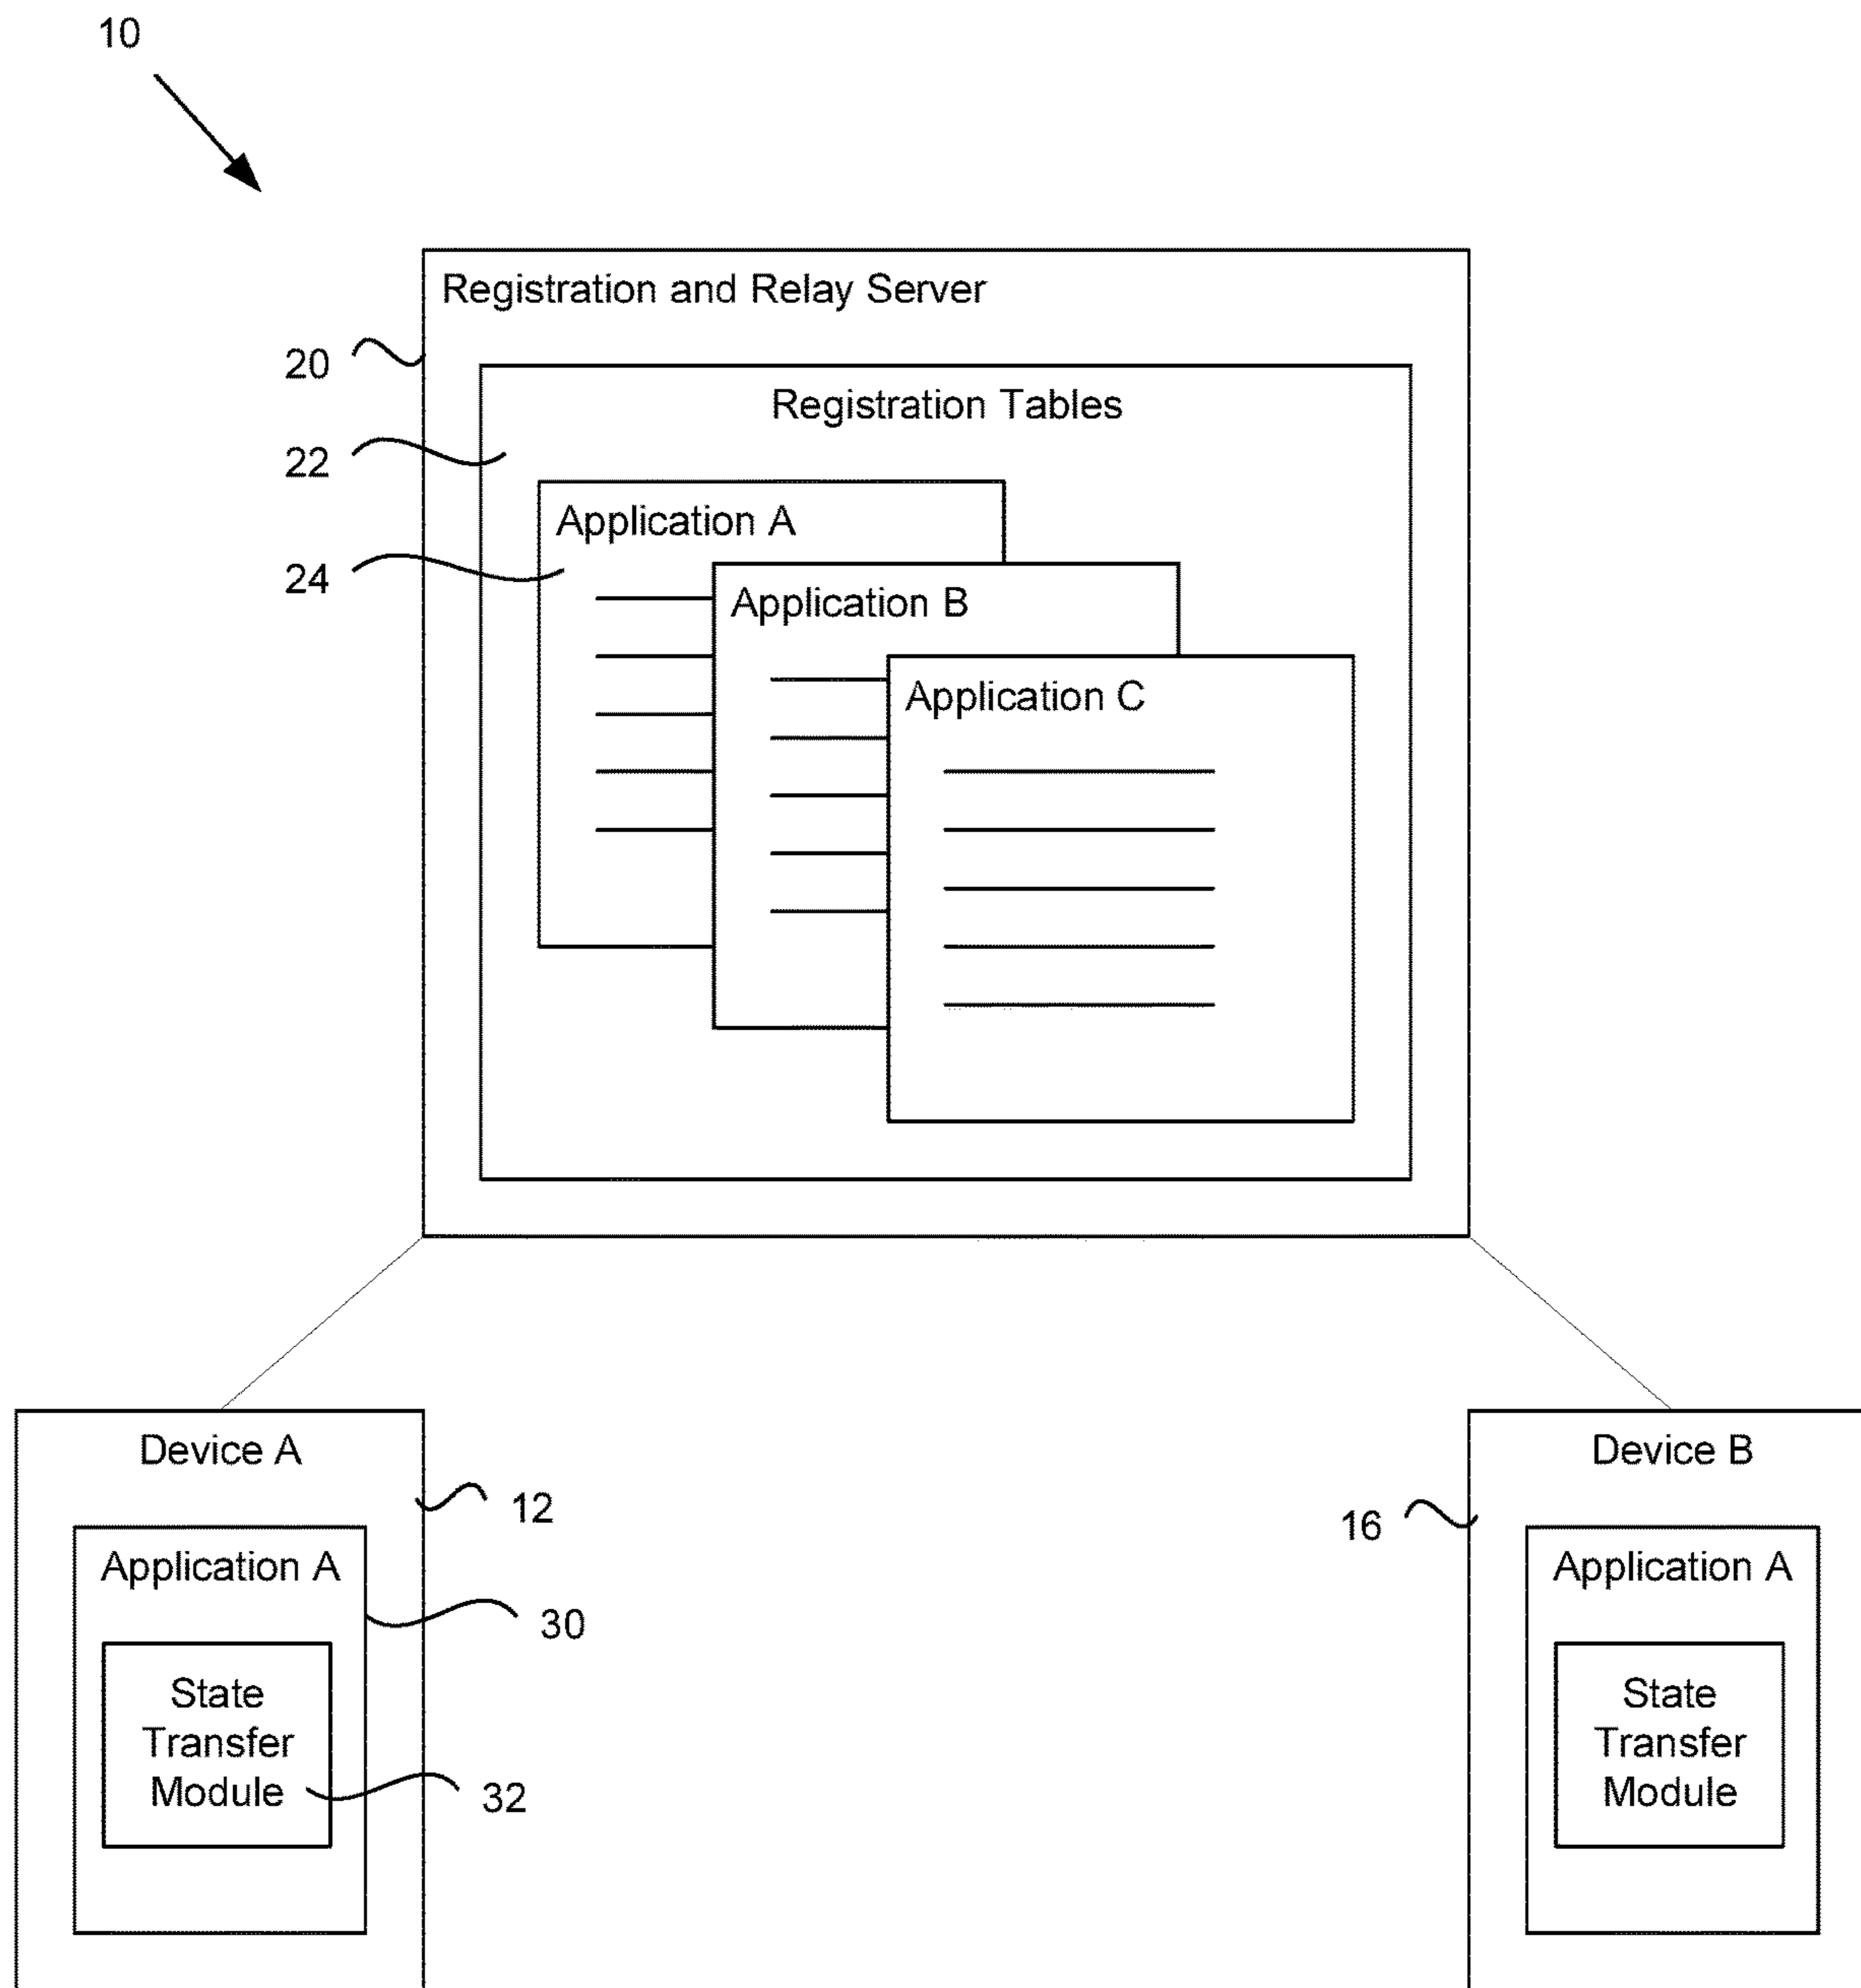 10
Registration and Relay Server
20
Registration Tables
22
Application A
24
Application B
Application C
Device A
12
Application A
30
State
Transfer
Module
32
Device B
16
Application A
State
Transfer
Module